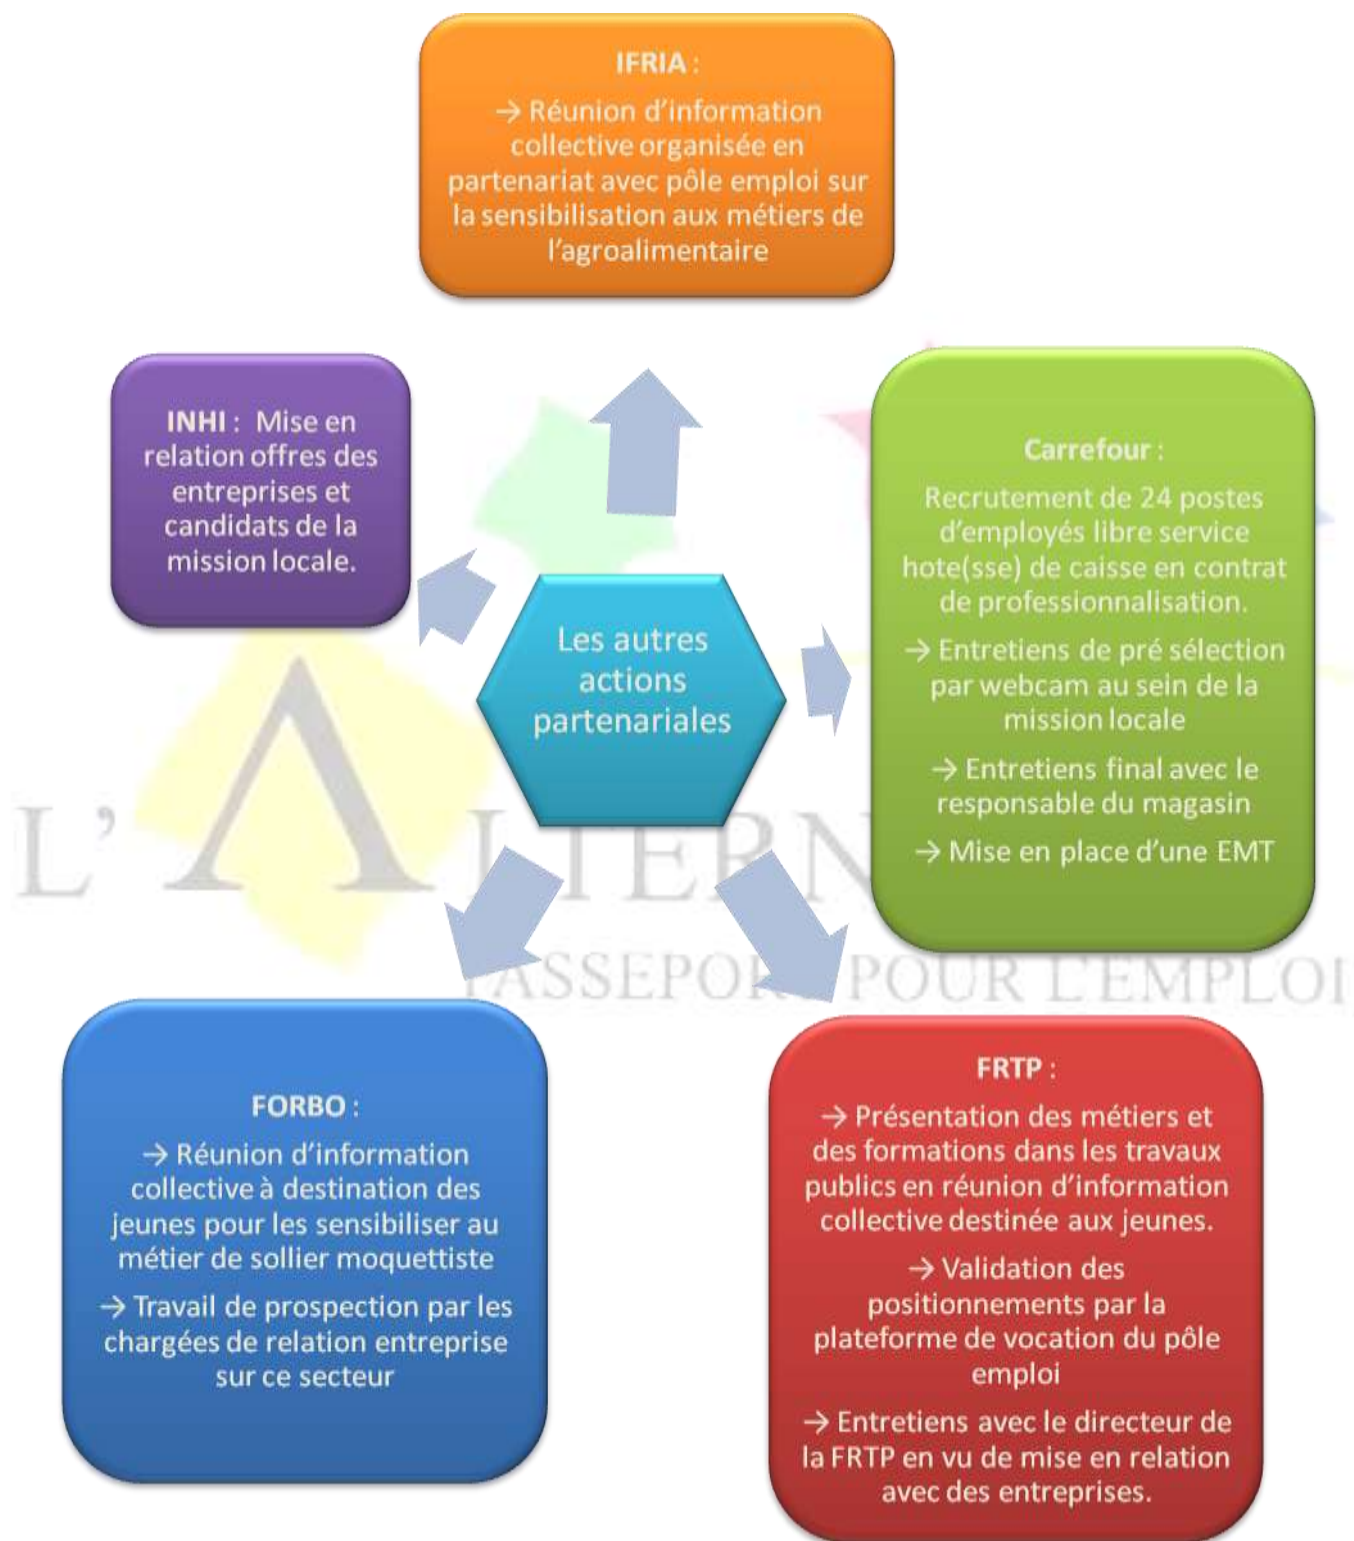 IFRIA :
→ Réunion d’information
collective organisée en
partenariat avec pôle emploi sur
la sensibilisation aux métiers de
l’agroalimentaire
INHI : Mise en
relation offres des
entreprises et
candidats de la
mission locale.
Carrefour :
Recrutement de 24 postes
d’employés libre service
hote(sse) de caisse en contrat
de professionnalisation.
→ Entretiens de pré sélection
par webcam au sein de la
mission locale
→ Entretiens final avec le
responsable du magasin
→ Mise en place d’une EMT
Les autres
actions
partenariales
L’ALTERN
PASSEPORT POUR L’EMPLOI
FORBO :
→ Réunion d’information
collective à destination des
jeunes pour les sensibiliser au
métier de sollier moquettiste
→ Travail de prospection par les
chargées de relation entreprise
sur ce secteur
FRTP :
→ Présentation des métiers et
des formations dans les travaux
publics en réunion d’information
collective destinée aux jeunes.
→ Validation des
positionnements par la
plateforme de vocation du pôle
emploi
→ Entretiens avec le directeur de
la FRTP en vu de mise en relation
avec des entreprises.